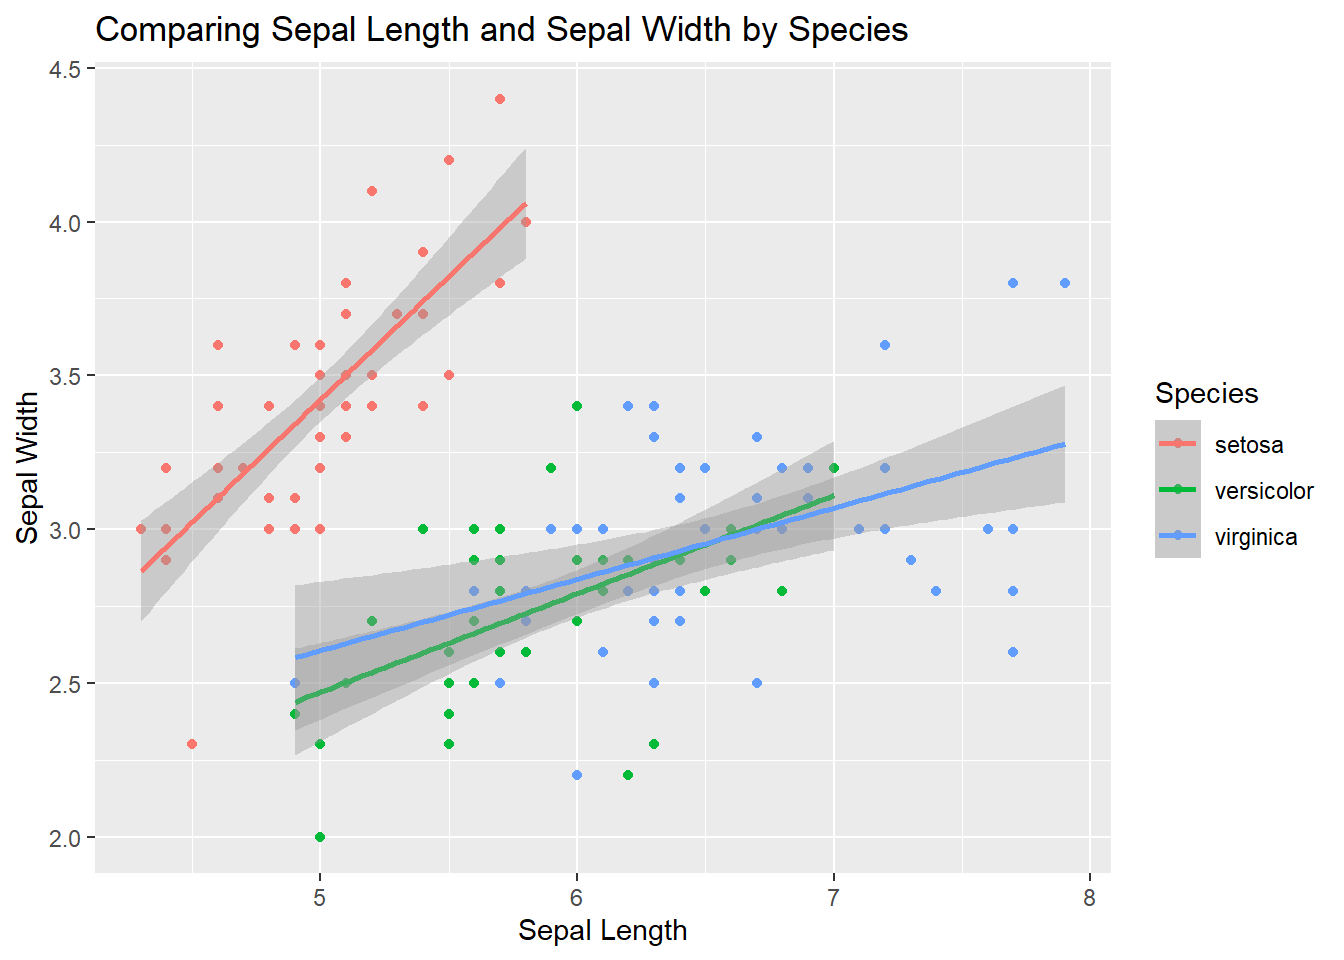 Comparing Sepal Length and Sepal Width by Species
4.5
4.0
3.5
3.0
2.5
2.0
Sepal Width
5
6
7
8
Sepal Length
Species
setosa
versicolor
virginica